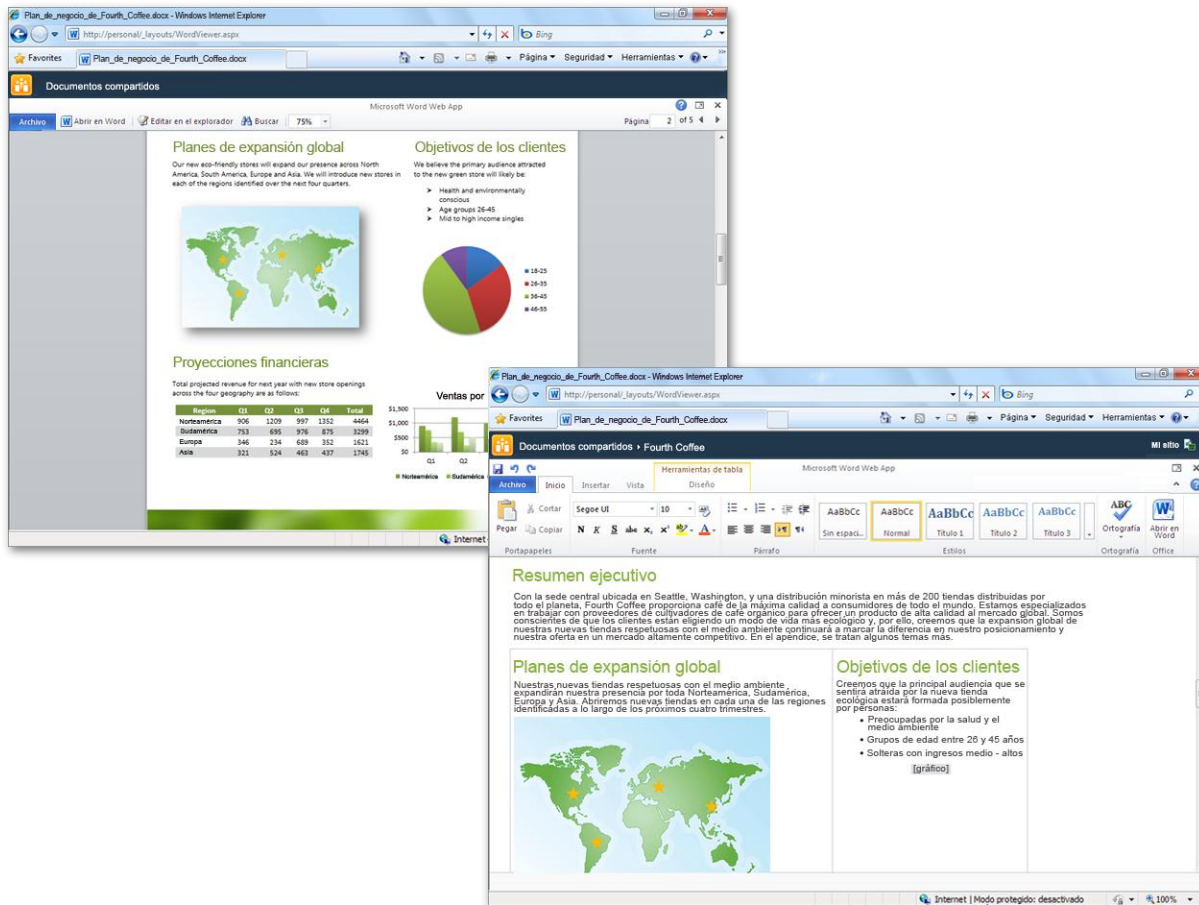 Plan_de_negocio_de_Fourth_Coffee.docx - Windows Internet Explorer
http://personal/_layouts/WordViewer.aspx
Bing
Favorites
Plan_de_negocio_de_Fourth_Coffee.docx
Página
Seguridad
Herramientas
Documentos compartidos
Microsoft Word Web App
Archivo
Abrir en Word
Editar en el explorador
Buscar
75%
Página 2 of 5
Planes de expansión global
Our new eco-friendly stores will expand our presence across North
America, South America, Europe and Asia. We will introduce new stores in
each of the regions identified over the next four quarters.
Objetivos de los clientes
We believe the primary audience attracted
to the new green store will likely be:
Health and environmentally
conscious
Age groups 26-45
Mid to high income singles
18-25
26-35
36-45
46-55
Proyecciones financieras
Total projected revenue for next year with new store openings
across the four geography are as follows:
Region Q1 Q2 Q3 Q4 Total
Norteamérica 906 1209 997 1352 4464
Sudamérica 753 695 976 875 3299
Europa 346 234 689 352 1621
Asia 321 524 463 437 1745
Ventas por
$1,500
$1,000
$500
$0
Q1 Q2
Norteamérica Sudamérica
Internet
Plan_de_negocio_de_Fourth_Coffee.docx - Windows Internet Explorer
http://personal/_layouts/WordViewer.aspx
Bing
Favorites
Plan_de_negocio_de_Fourth_Coffee.docx
Página
Seguridad
Herramientas
Documentos compartidos › Fourth Coffee
Mi sitio
Herramientas de tabla
Microsoft Word Web App
Archivo
Inicio
Insertar
Vista
Diseño
Pegar
Cortar
Copiar
Portapapeles
Segoe UI
10
N K S abc x, x²
Fuente
Párrafo
AaBbCc
Sin espaci...
AaBbCc
Normal
AaBbCc
Título 1
AaBbCc
Título 2
AaBbCc
Título 3
Estilos
ABC
Ortografía
Ortografía
Abrir en
Word
Office
Resumen ejecutivo
Con la sede central ubicada en Seattle, Washington, y una distribución minorista en más de 200 tiendas distribuidas por
todo el planeta, Fourth Coffee proporciona café de la máxima calidad a consumidores de todo el mundo. Estamos especializados
en trabajar con proveedores de cultivadores de café orgánico para ofrecer un producto de alta calidad al mercado global. Somos
conscientes de que los clientes están eligiendo un modo de vida más ecológico y, por ello, creemos que la expansión global de
nuestras nuevas tiendas respetuosas con el medio ambiente continuará a marcar la diferencia en nuestro posicionamiento y
nuestra oferta en un mercado altamente competitivo. En el apéndice, se tratan algunos temas más.
Planes de expansión global
Nuestras nuevas tiendas respetuosas con el medio ambiente
expandirán nuestra presencia por toda Norteamérica, Sudamérica,
Europa y Asia. Abriremos nuevas tiendas en cada una de las regiones
identificadas a lo largo de los próximos cuatro trimestres.
Objetivos de los clientes
Creemos que la principal audiencia que se
sentirá atraída por la nueva tienda
ecológica estará formada posiblemente
por personas:
Preocupadas por la salud y el
medio ambiente
Grupos de edad entre 26 y 45 años
Solteras con ingresos medio - altos
[gráfico]
Internet | Modo protegido: desactivado
100%